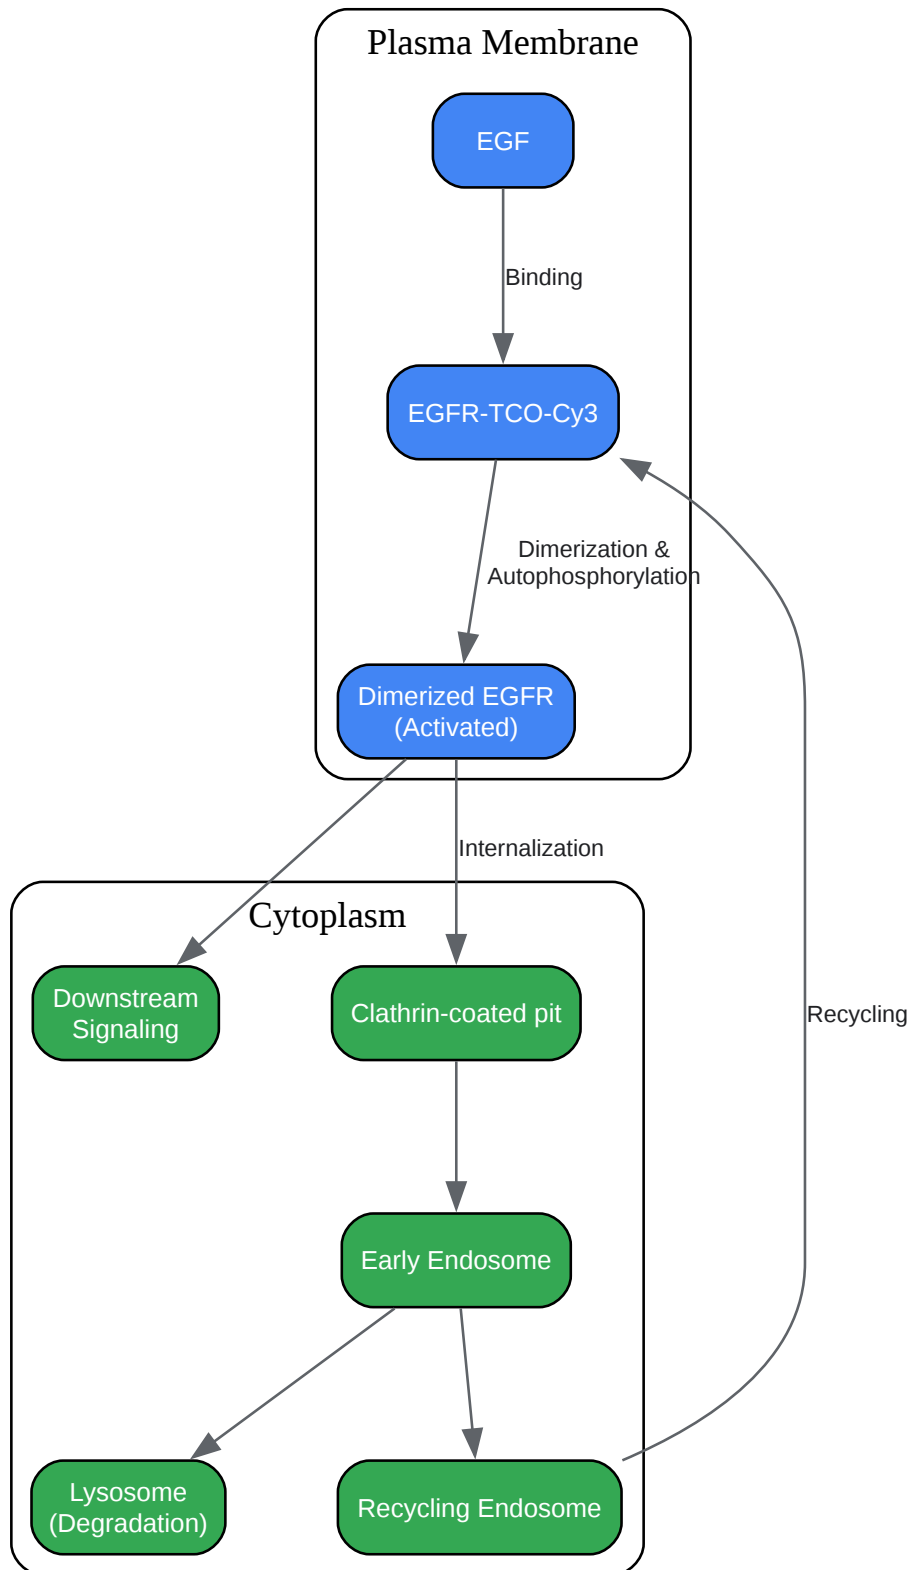 Plasma Membrane
EGF
Binding
EGFR-TCO-Cy3
Dimerization &
Autophosphorylation
Dimerized EGFR
(Activated)
Internalization
Cytoplasm
Downstream
Signaling
Clathrin-coated pit
Recycling
Early Endosome
Lysosome
(Degradation)
Recycling Endosome